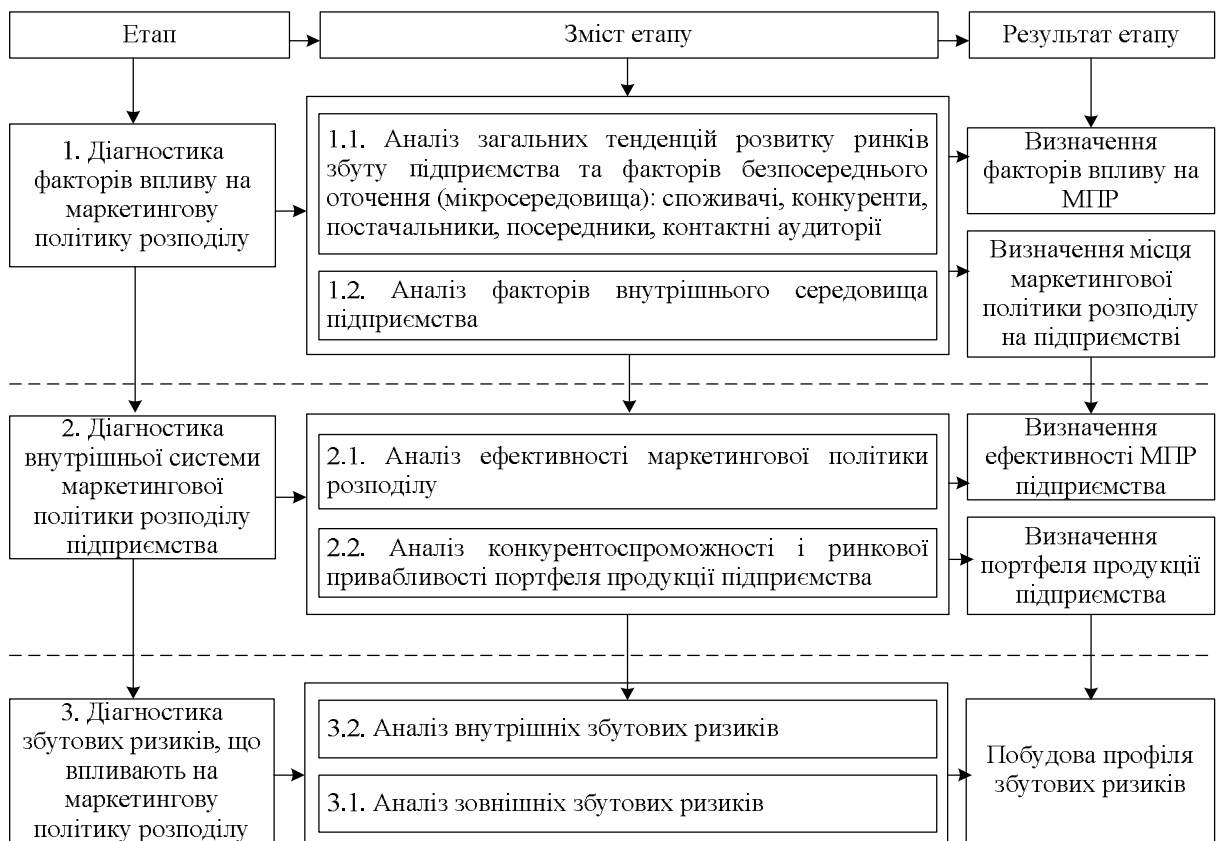 Етап
Зміст етапу
Результат етапу
1. Діагностика
факторів впливу на
маркетингову
політику розподілу
1.1. Аналіз загальних тенденцій розвитку ринків
збуту підприємства та факторів безпосереднього
оточення (мікросередовища): споживачі, конкуренти,
постачальники, посередники, контактні аудиторії
1.2. Аналіз факторів внутрішнього середовища
підприємства
Визначення
факторів впливу на
МПР
Визначення місця
маркетингової
політики розподілу
на підприємстві
2. Діагностика
внутрішньої системи
маркетингової
політики розподілу
підприємства
2.1. Аналіз ефективності маркетингової політики
розподілу
2.2. Аналіз конкурентоспроможності і ринкової
привабливості портфеля продукції підприємства
Визначення
ефективності МПР
підприємства
Визначення
портфеля продукції
підприємства
3. Діагностика
збутових ризиків, що
впливають на
маркетингову
політику розподілу
3.2. Аналіз внутрішніх збутових ризиків
3.1. Аналіз зовнішніх збутових ризиків
Побудова профіля
збутових ризиків